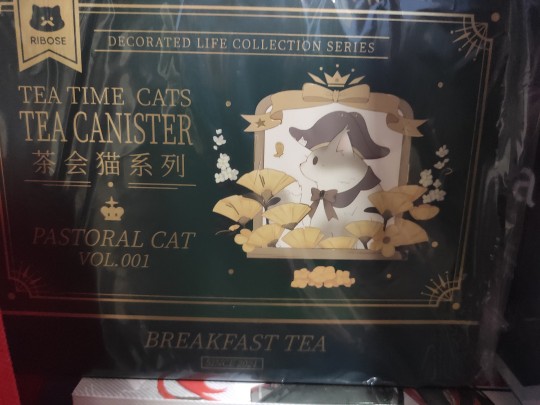 RIBOSE
DECORATED LIFE COLLECTION SERIES
TEA TIME CATS
TEA CANISTER
茶会猫系列
PASTORAL CAT
VOL.001
BREAKFAST TEA